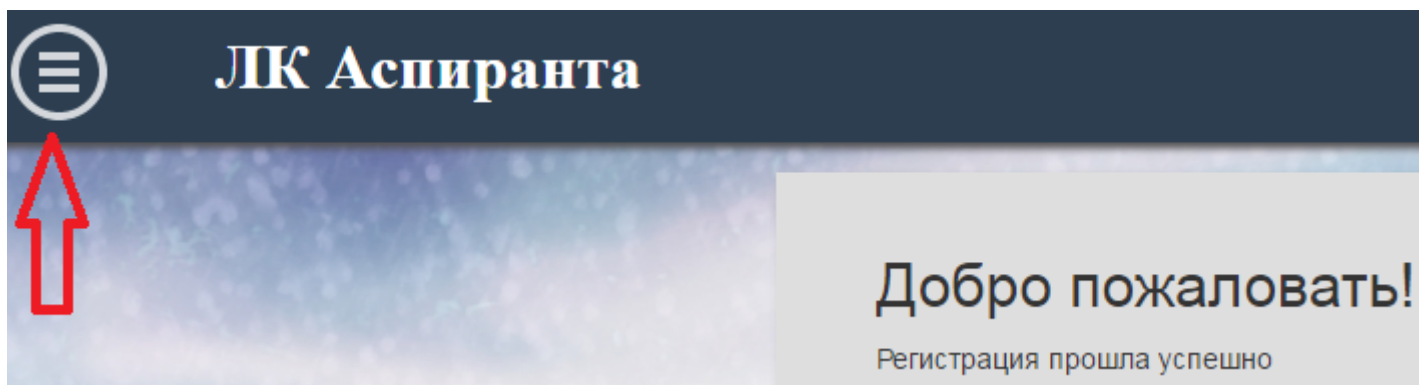 ЛК Аспиранта
Добро пожаловать!
Регистрация прошла успешно